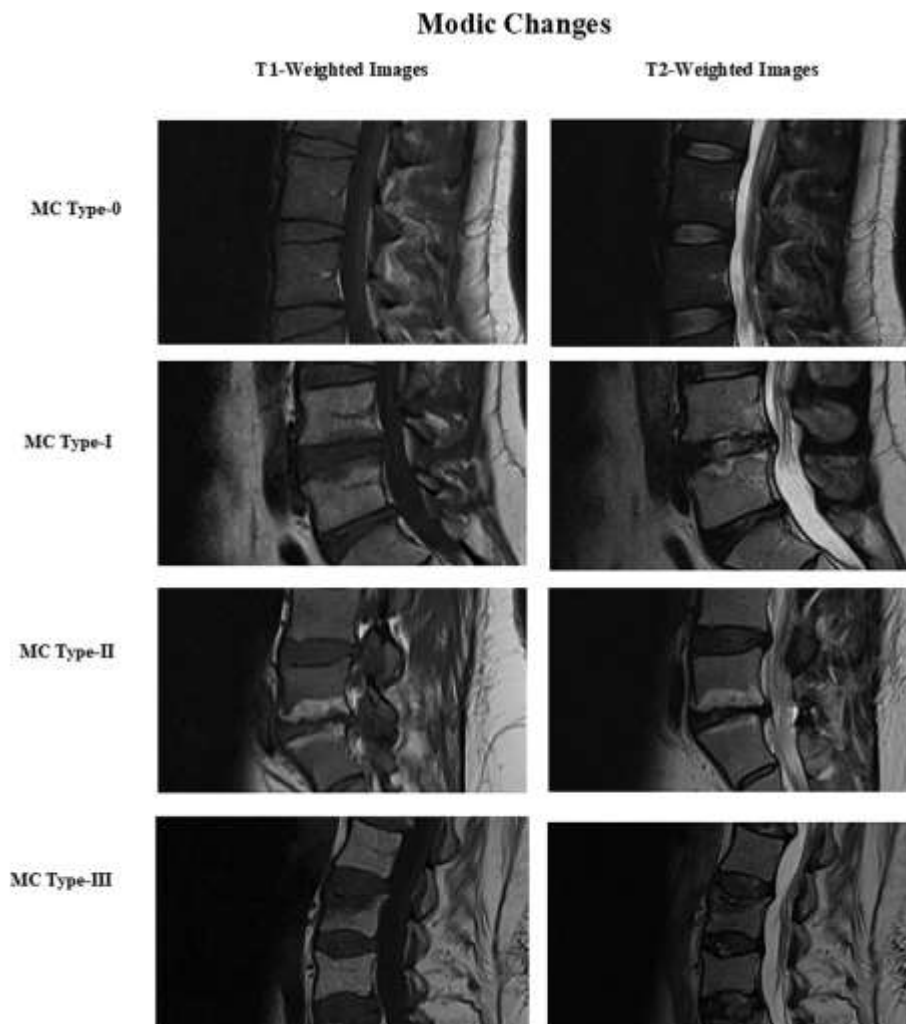 Modic Changes
T1-Weighted Images
T2-Weighted Images
MC Type-0
MC Type-I
MC Type-II
MC Type-III